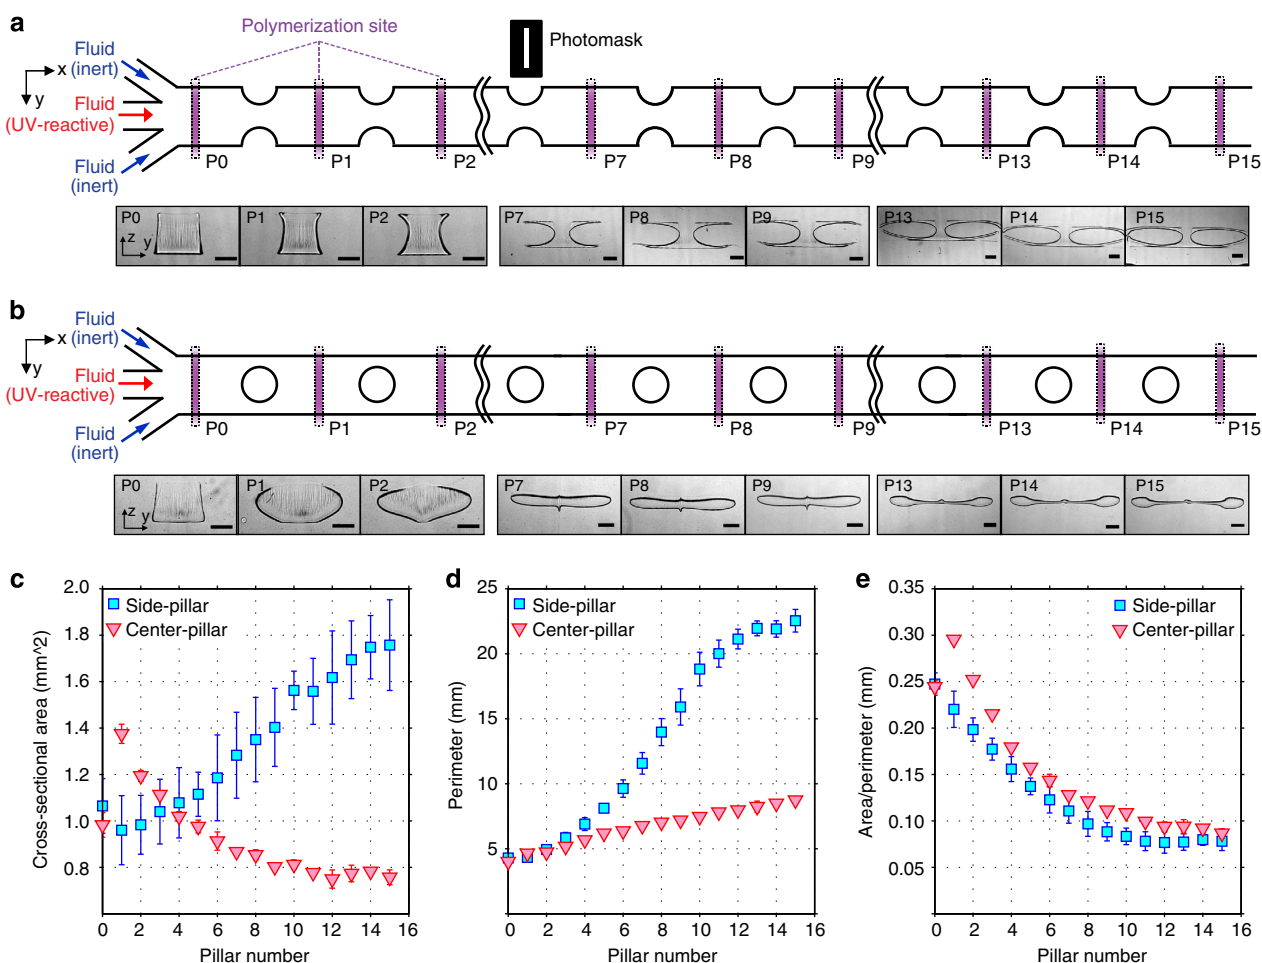 a
Polymerization site
Photomask
Fluid
(inert)
x
y
Fluid
(UV-reactive)
Fluid
(inert)
P0
P1
P2
P7
P8
P9
P13
P14
P15
P0
z
y
P1
P2
P7
P8
P9
P13
P14
P15
b
Fluid
(inert)
x
y
Fluid
(UV-reactive)
Fluid
(inert)
P0
P1
P2
P7
P8
P9
P13
P14
P15
P0
z
y
P1
P2
P7
P8
P9
P13
P14
P15
c
Cross-sectional area (mm^2)
2.0
1.8
1.6
1.4
1.2
1.0
0.8
Side-pillar
Center-pillar
0 2 4 6 8 10 12 14 16
Pillar number
d
Perimeter (mm)
25
20
15
10
5
Side-pillar
Center-pillar
0 2 4 6 8 10 12 14 16
Pillar number
e
Area/perimeter (mm)
0.35
0.30
0.25
0.20
0.15
0.10
0.05
Side-pillar
Center-pillar
0 2 4 6 8 10 12 14 16
Pillar number